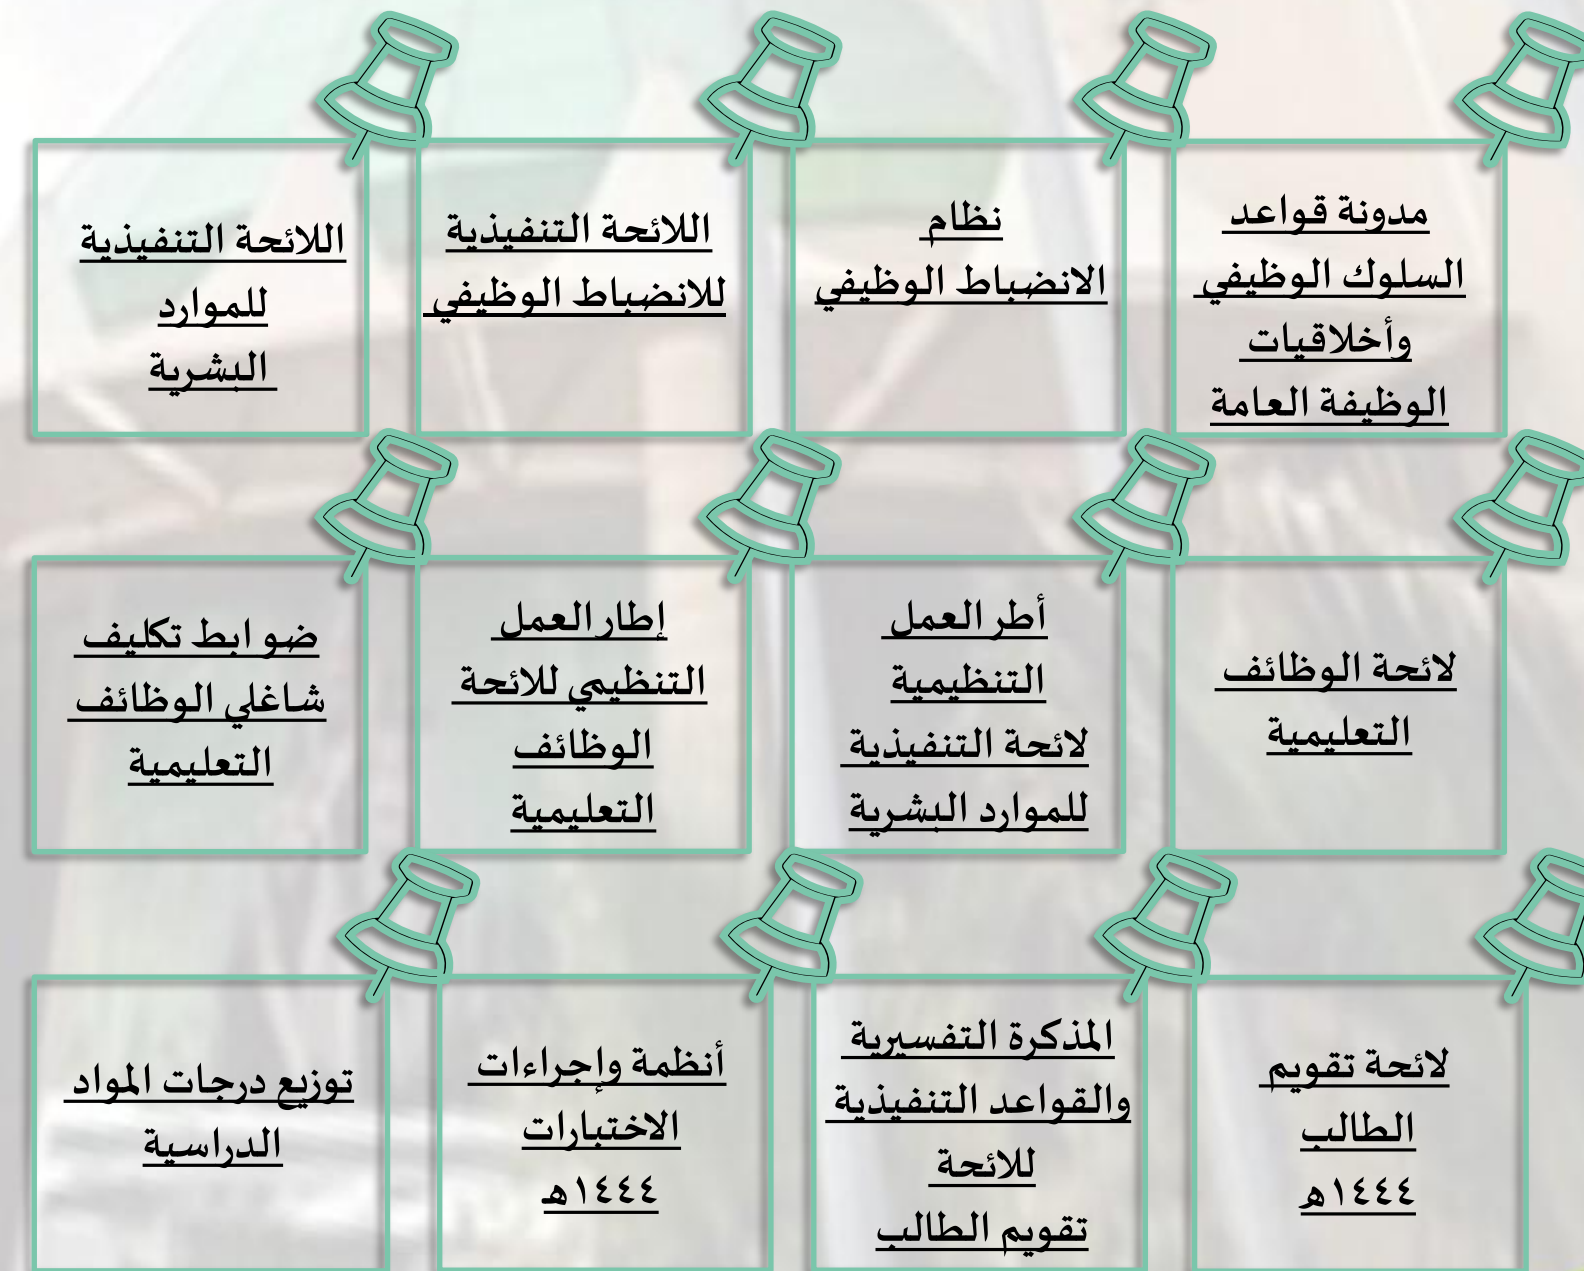 مدونة قواعد
السلوك الوظيفي
وأخلاقيات
الوظيفة العامة
نظام
الانضباط الوظيفي
اللائحة التنفيذية
للانضباط الوظيفي
اللائحة التنفيذية
للموارد
البشرية
لائحة الوظائف
التعليمية
أطر العمل
التنظيمية
لائحة التنفيذية
للموارد البشرية
إطار العمل
التنظيمي للائحة
الوظائف
التعليمية
ضوابط تكليف
شاغلي الوظائف
التعليمية
لائحة تقويم
الطالب
١٤٤٤هـ
المذكرة التفسيرية
والقواعد التنفيذية
للائحة
تقويم الطالب
أنظمة وإجراءات
الاختبارات
١٤٤٤هـ
توزيع درجات المواد
الدراسية